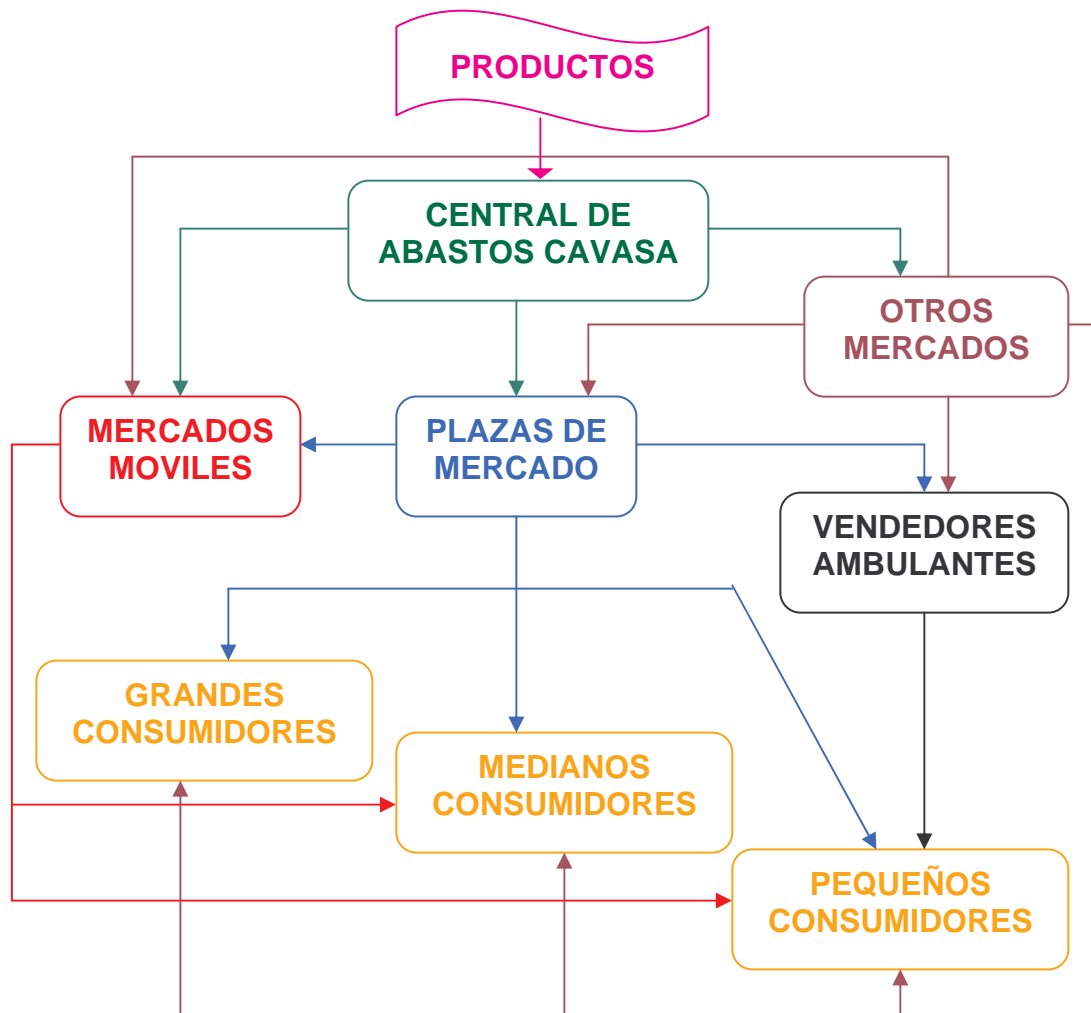 PRODUCTOS
CENTRAL DE
ABASTOS CAVASA
OTROS
MERCADOS
MERCADOS
MOVILES
PLAZAS DE
MERCADO
VENDEDORES
AMBULANTES
GRANDES
CONSUMIDORES
MEDIANOS
CONSUMIDORES
PEQUEÑOS
CONSUMIDORES